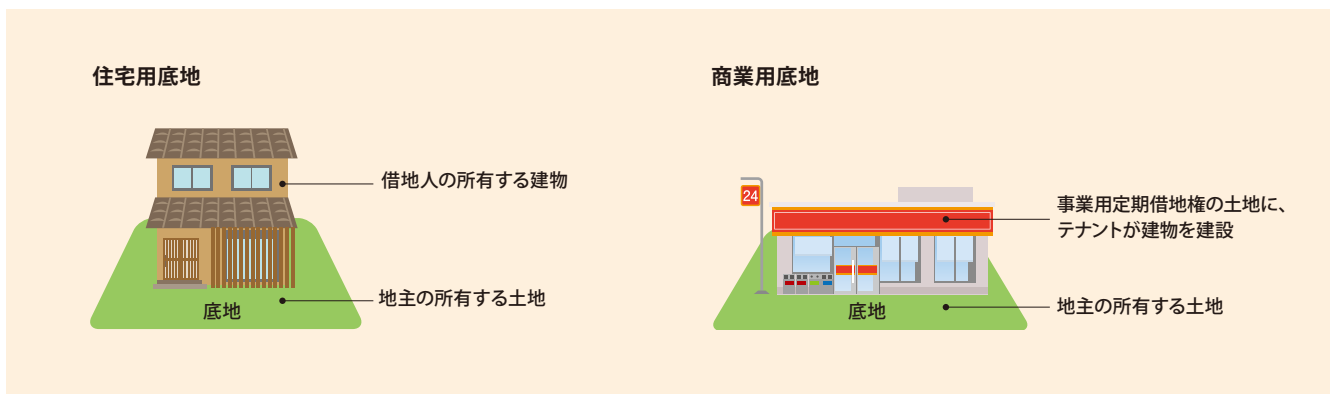 住宅用底地
借地人の所有する建物
地主の所有する土地
底地
商業用底地
24
事業用定期借地権の土地に、
テナントが建物を建設
地主の所有する土地
底地